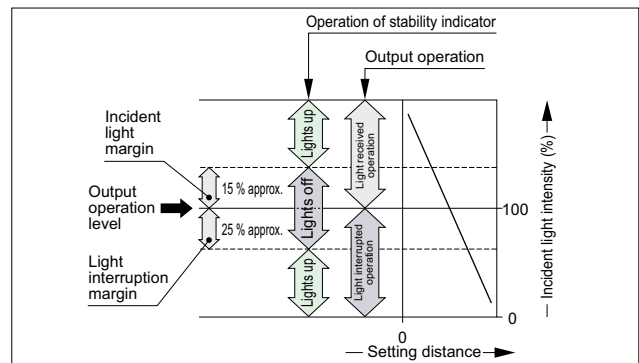 Operation of stability indicator
Output operation
Incident
light
margin
Output
operation
level
Light
interruption
margin
15 % approx.
25 % approx.
Lights up
Lights off
Lights up
Light received
operation
Light interrupted
operation
100
0
Incident light intensity (%)
0
Setting distance